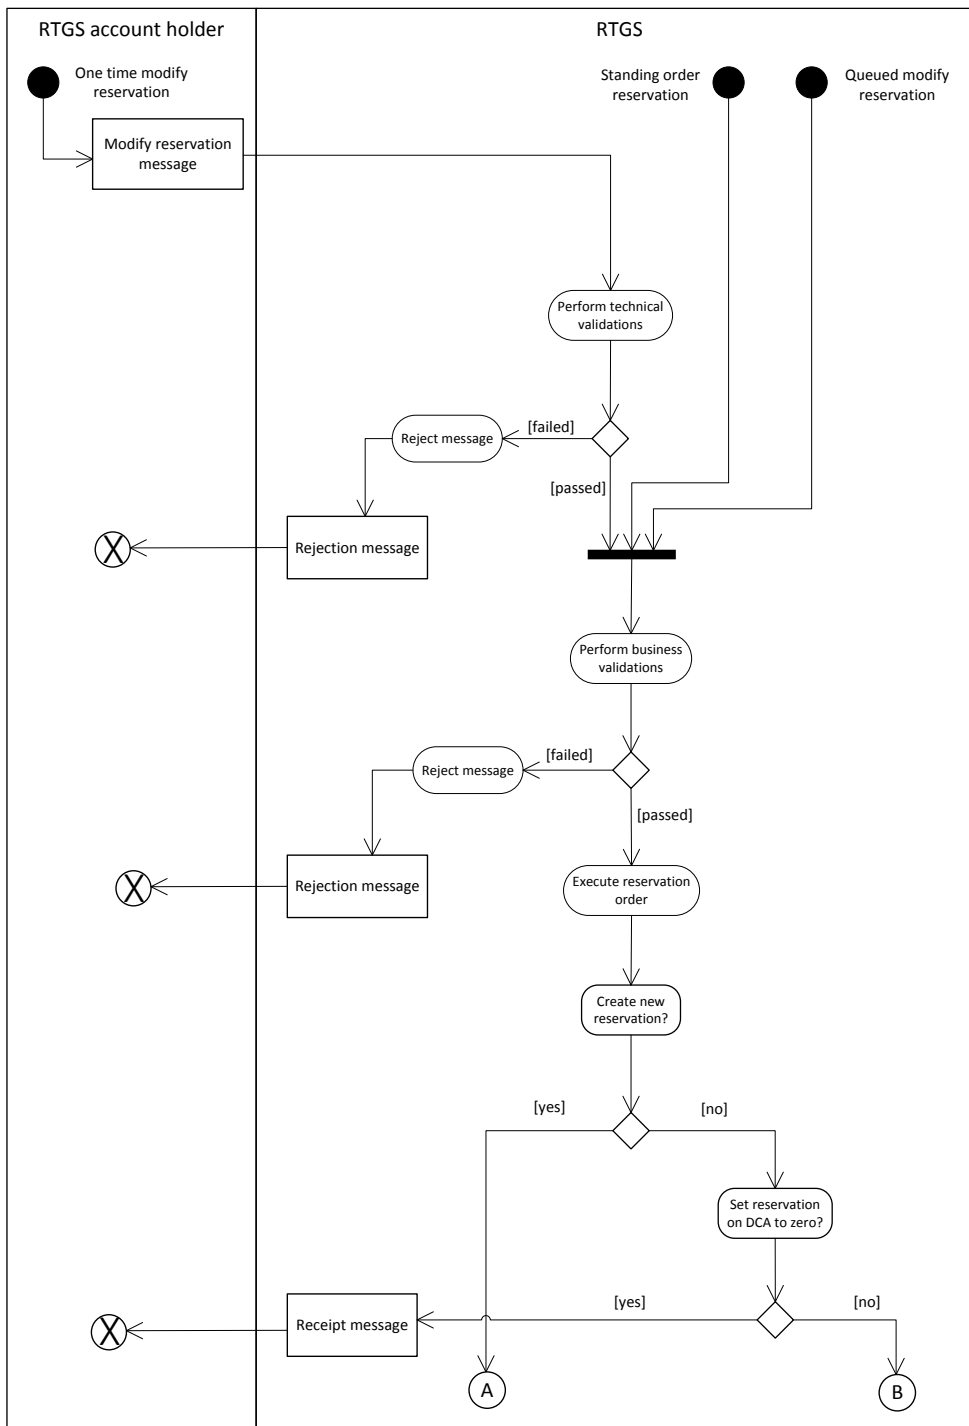 RTGS account holder
RTGS
One time modify
reservation
Standing order
reservation
Queued modify
reservation
Modify reservation
message
Perform technical
validations
Reject message
[failed]
[passed]
Rejection message
X
Perform business
validations
Reject message
[failed]
[passed]
Rejection message
X
Execute reservation
order
Create new
reservation?
[yes]
[no]
Set reservation
on DCA to zero?
[yes]
[no]
Receipt message
X
A
B